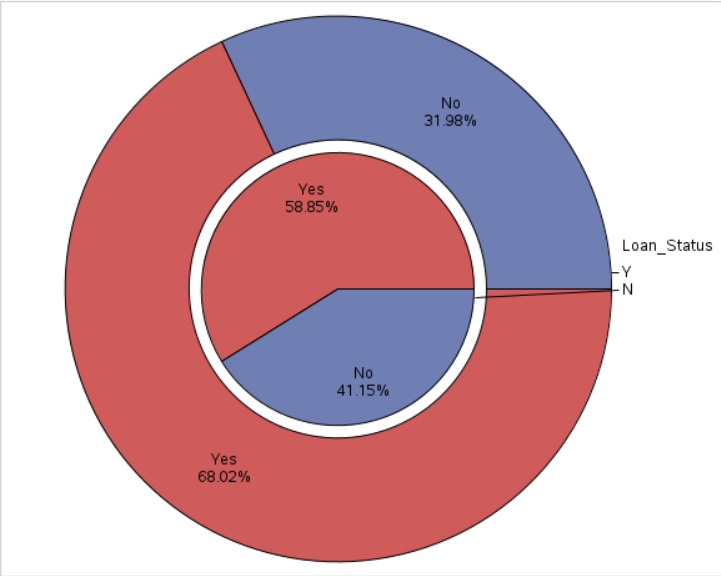 No
31.98%
Yes
58.85%
Loan_Status
Y
N
No
41.15%
Yes
68.02%